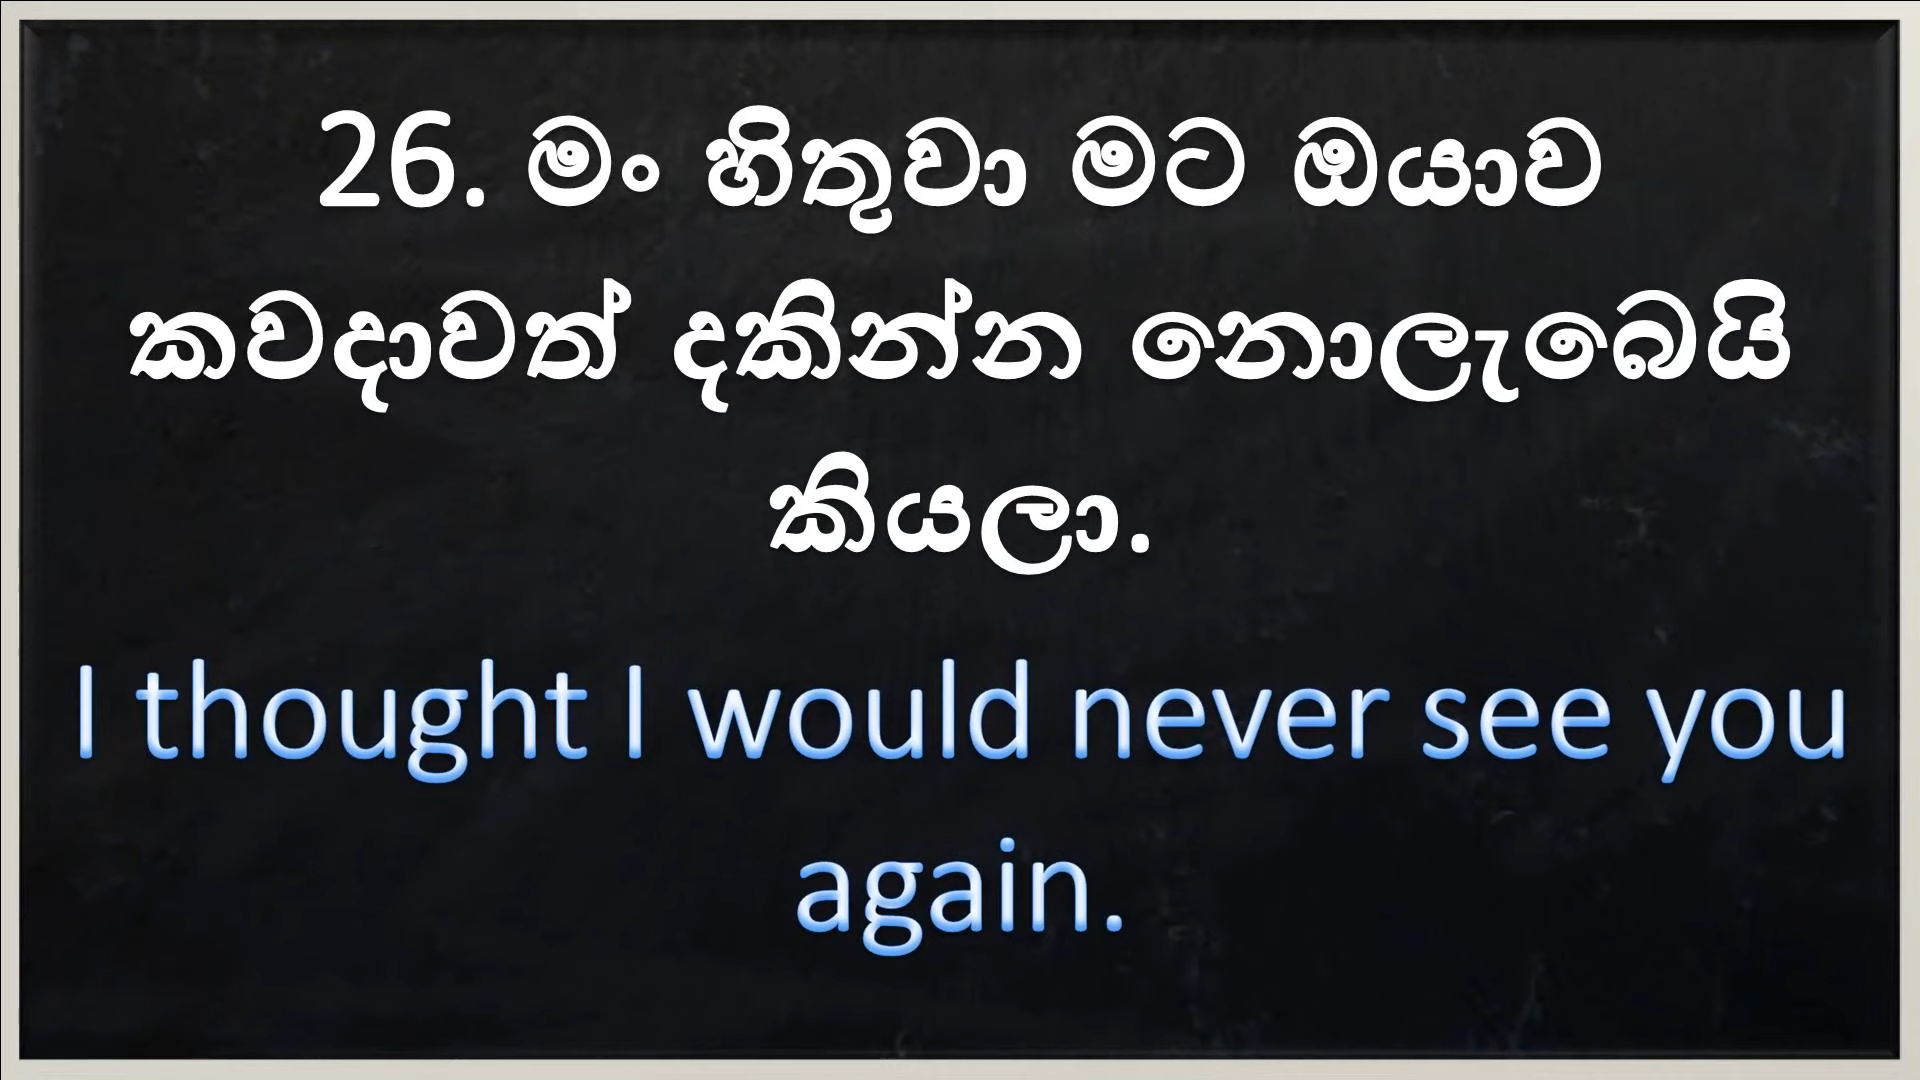 26. මං හිතුවා මට ඔයාව
කවදාවත් දකින්න නොලැබෙයි
කියලා.
I thought I would never see you
again.